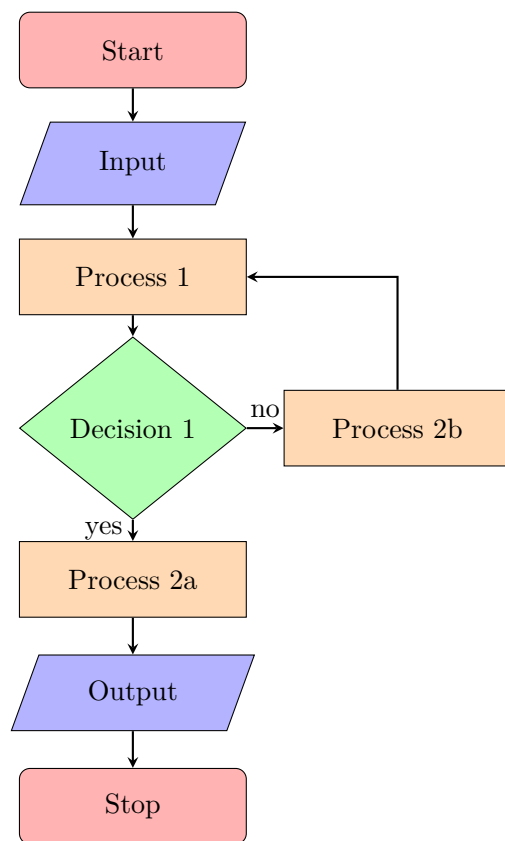 Start
Input
Process 1
Decision 1
no
Process 2b
yes
Process 2a
Output
Stop